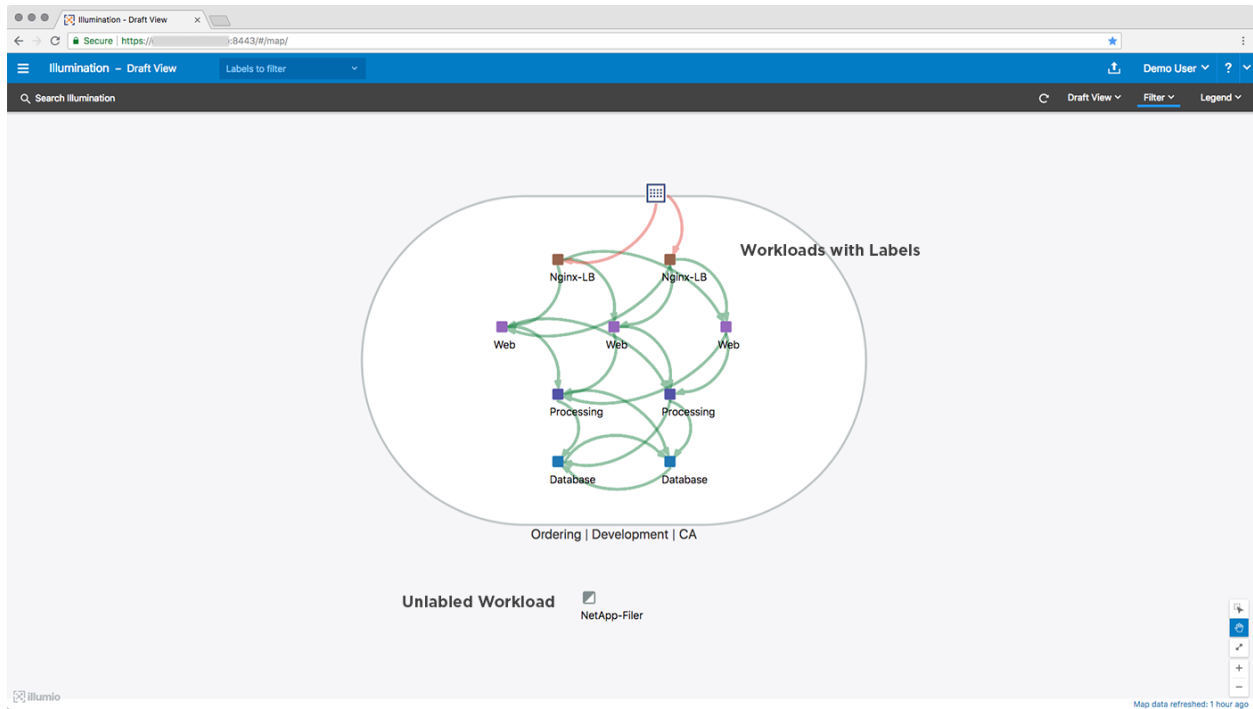 Illumination - Draft View
Secure https:// :8443/#/map/
Illumination – Draft View Labels to filter Demo User ?
Search Illumination Draft View Filter Legend
Workloads with Labels
Nginx-LB Nginx-LB
Web Web Web
Processing Processing
Database Database
Ordering | Development | CA
Unlabled Workload
NetApp-Filer
illumio
Map data refreshed: 1 hour ago